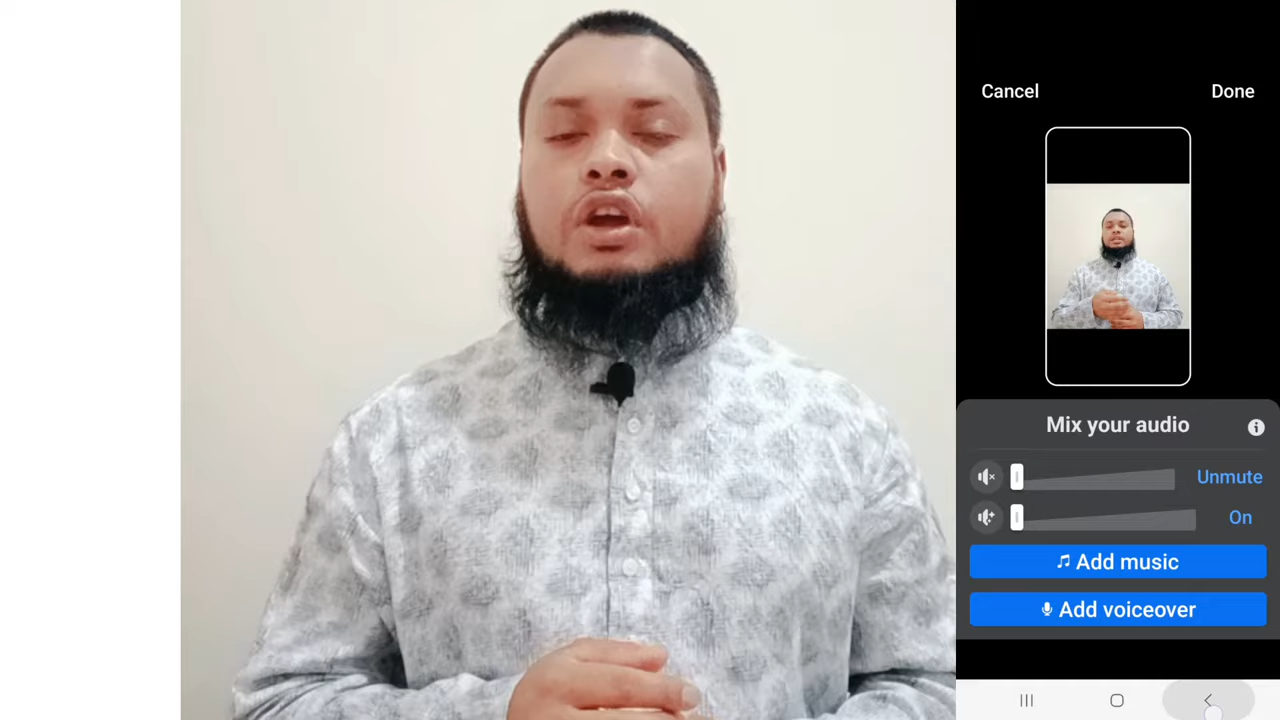 Cancel
Done
Mix your audio
Unmute
On
Add music
Add voiceover